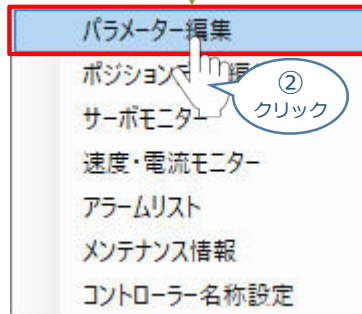 パラメーター編集
ポジション
②
クリック
サーボモニター
速度・電流モニター
アラームリスト
メンテナンス情報
コントローラー名称設定